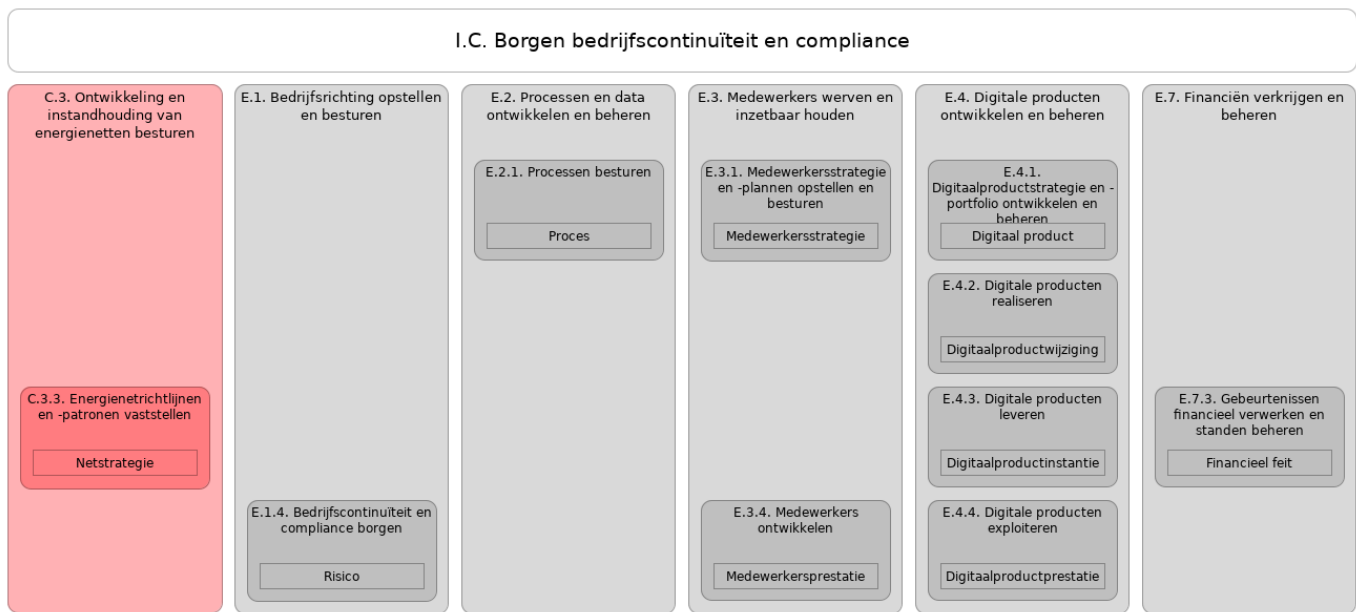 I.C. Borgen bedrijfscontinuïteit en compliance
C.3. Ontwikkeling en
instandhouding van
energienetten besturen
C.3.3. Energienetrichtlijnen
en -patronen vaststellen
Netstrategie
E.1. Bedrijfsrichting opstellen
en besturen
E.1.4. Bedrijfscontinuïteit en
compliance borgen
Risico
E.2. Processen en data
ontwikkelen en beheren
E.2.1. Processen besturen
Proces
E.3. Medewerkers werven en
inzetbaar houden
E.3.1. Medewerkersstrategie
en -plannen opstellen en
besturen
Medewerkersstrategie
E.3.4. Medewerkers
ontwikkelen
Medewerkersprestatie
E.4. Digitale producten
ontwikkelen en beheren
E.4.1.
Digitaalproductstrategie en -
portfolio ontwikkelen en
beheren
Digitaal product
E.4.2. Digitale producten
realiseren
Digitaalproductwijziging
E.4.3. Digitale producten
leveren
Digitaalproductinstantie
E.4.4. Digitale producten
exploiteren
Digitaalproductprestatie
E.7. Financiën verkrijgen en
beheren
E.7.3. Gebeurtenissen
financieel verwerken en
standen beheren
Financieel feit